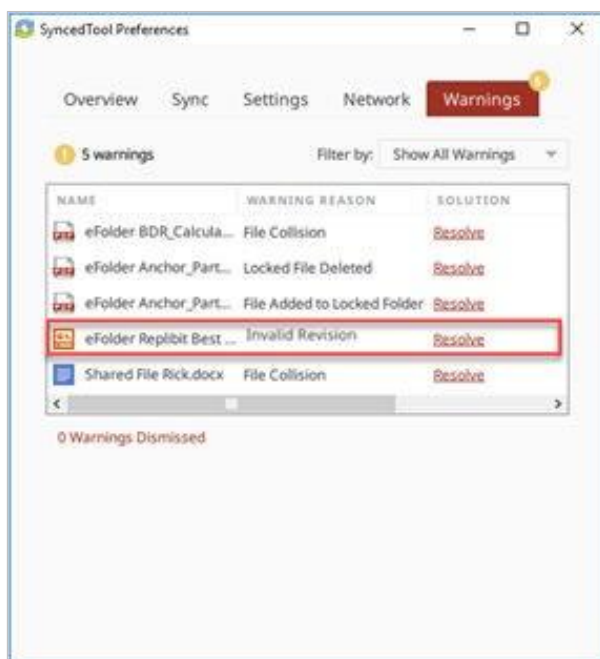 SyncedTool Preferences
Overview Sync Settings Network Warnings
5 warnings Filter by: Show All Warnings
NAME WARNING REASON SOLUTION
eFolder BDR_Calcula... File Collision Resolve
eFolder Anchor_Part... Locked File Deleted Resolve
eFolder Anchor_Part... File Added to Locked Folder Resolve
eFolder Replibit Best ... Invalid Revision Resolve
Shared File Rick.docx File Collision Resolve
0 Warnings Dismissed